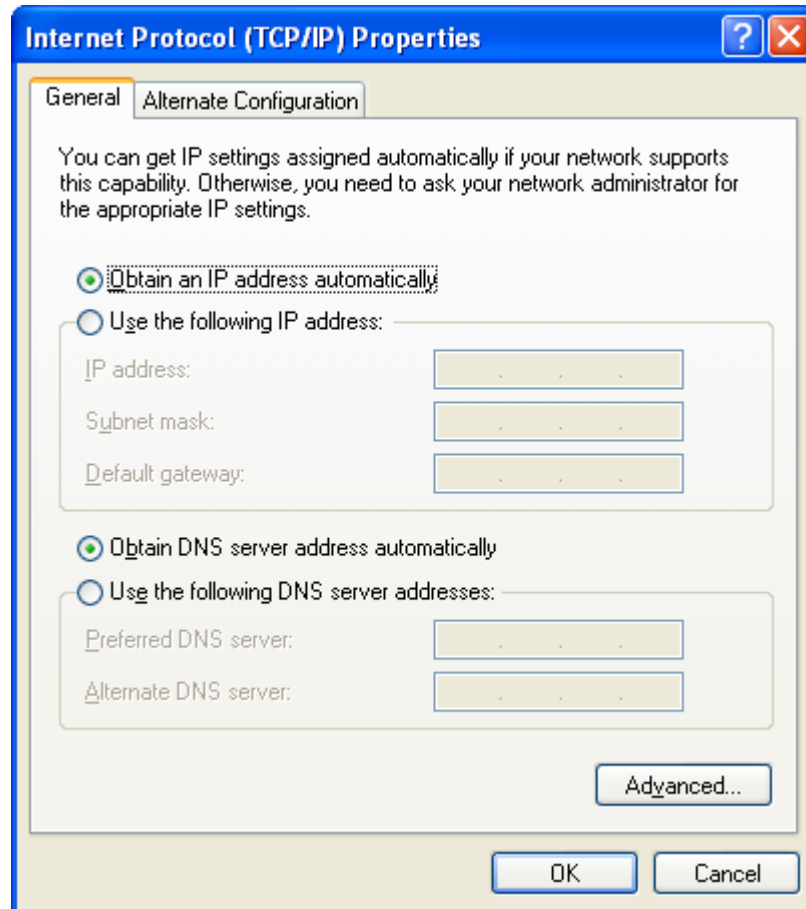 Internet Protocol (TCP/IP) Properties
General
Alternate Configuration
You can get IP settings assigned automatically if your network supports
this capability. Otherwise, you need to ask your network administrator for
the appropriate IP settings.
Obtain an IP address automatically
Use the following IP address:
IP address:
Subnet mask:
Default gateway:
Obtain DNS server address automatically
Use the following DNS server addresses:
Preferred DNS server:
Alternate DNS server:
Advanced...
OK
Cancel